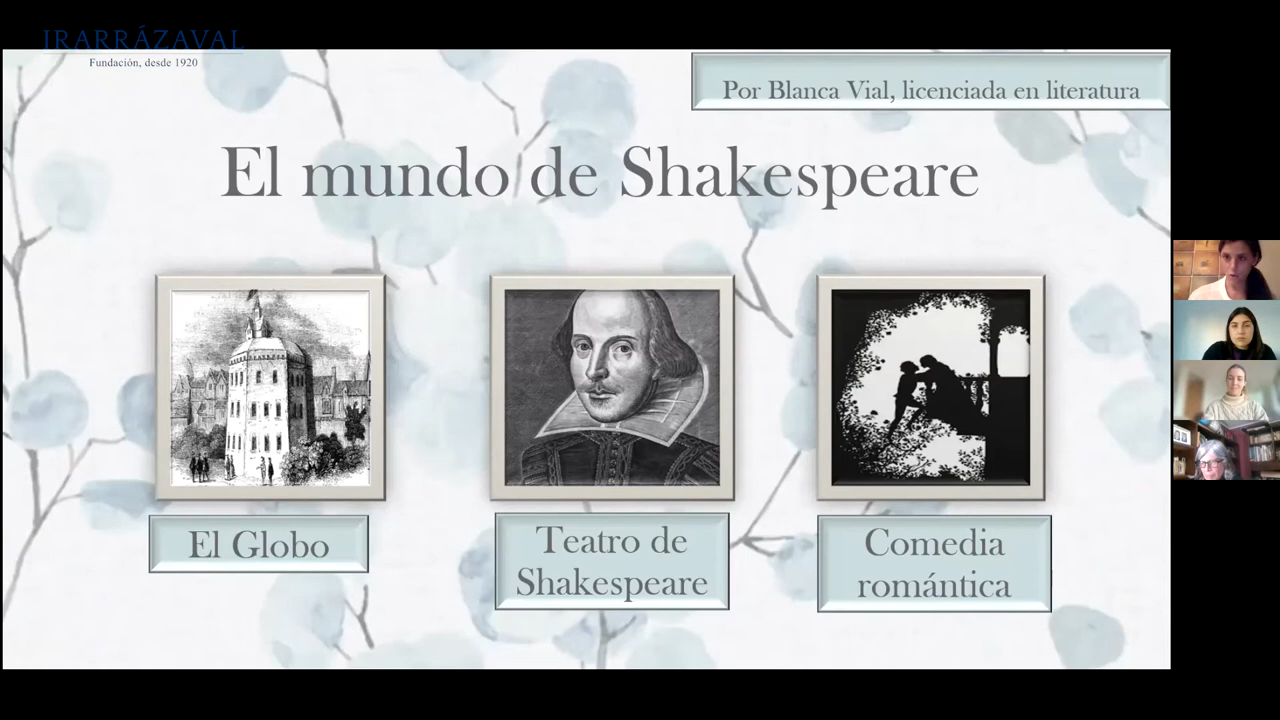 IRARRÁZAVAL
Fundación, desde 1920
Por Blanca Vial, licenciada en literatura
El mundo de Shakespeare
El Globo
Teatro de
Shakespeare
Comedia
romántica